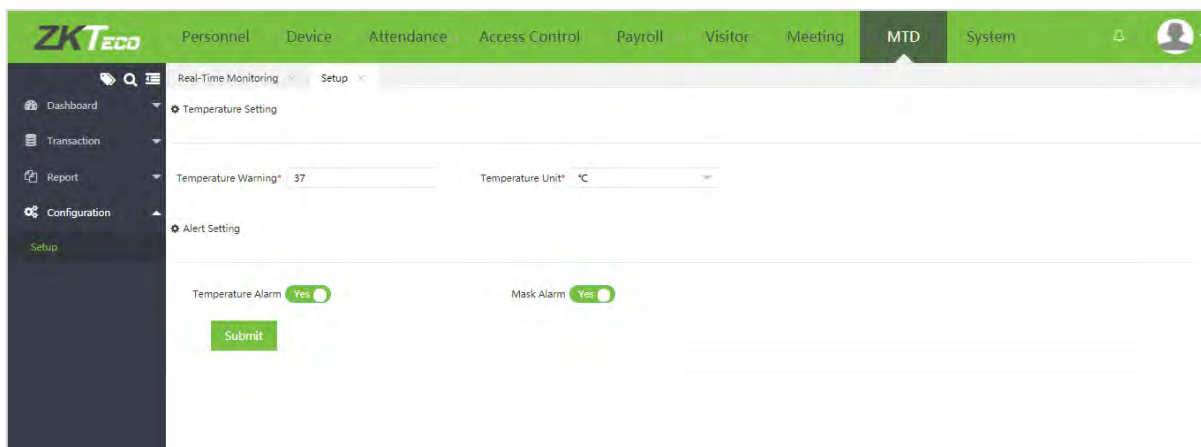 ZKTECO Personnel Device Attendance Access Control Payroll Visitor Meeting MTD System
Real-Time Monitoring × Setup ×
Dashboard
Temperature Setting
Transaction
Report
Temperature Warning* 37 Temperature Unit* °C
Configuration
Alert Setting
Setup
Temperature Alarm Yes Mask Alarm Yes
Submit